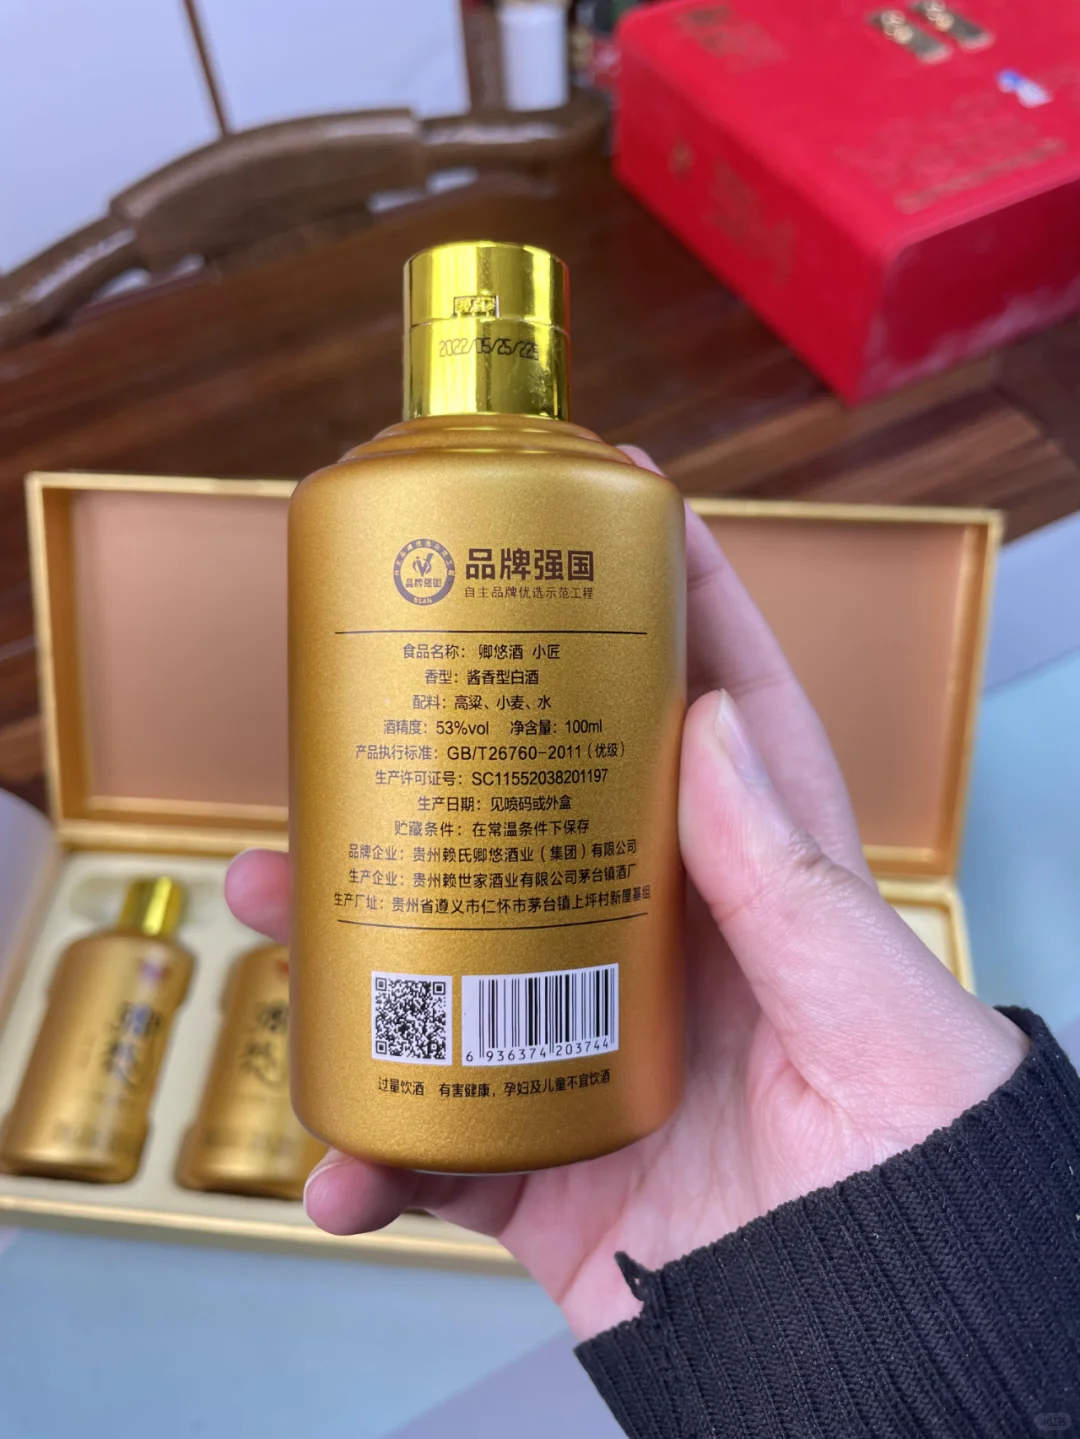 2022/05/25/225
品牌强国
BSAN
品牌强国
自主品牌优选示范工程
食品名称：卿悠酒 小匠
香型：酱香型白酒
配料：高粱、小麦、水
酒精度：53%vol 净含量：100ml
产品执行标准：GB/T26760-2011（优级）
生产许可证号：SC11552038201197
生产日期：见喷码或外盒
贮藏条件：在常温条件下保存
品牌企业：贵州赖氏卿悠酒业（集团）有限公司
生产企业：贵州赖世家酒业有限公司茅台镇酒厂
生产厂址：贵州省遵义市仁怀市茅台镇上坪村新屋基组
6 936374 203744
过量饮酒 有害健康，孕妇及儿童不宜饮酒